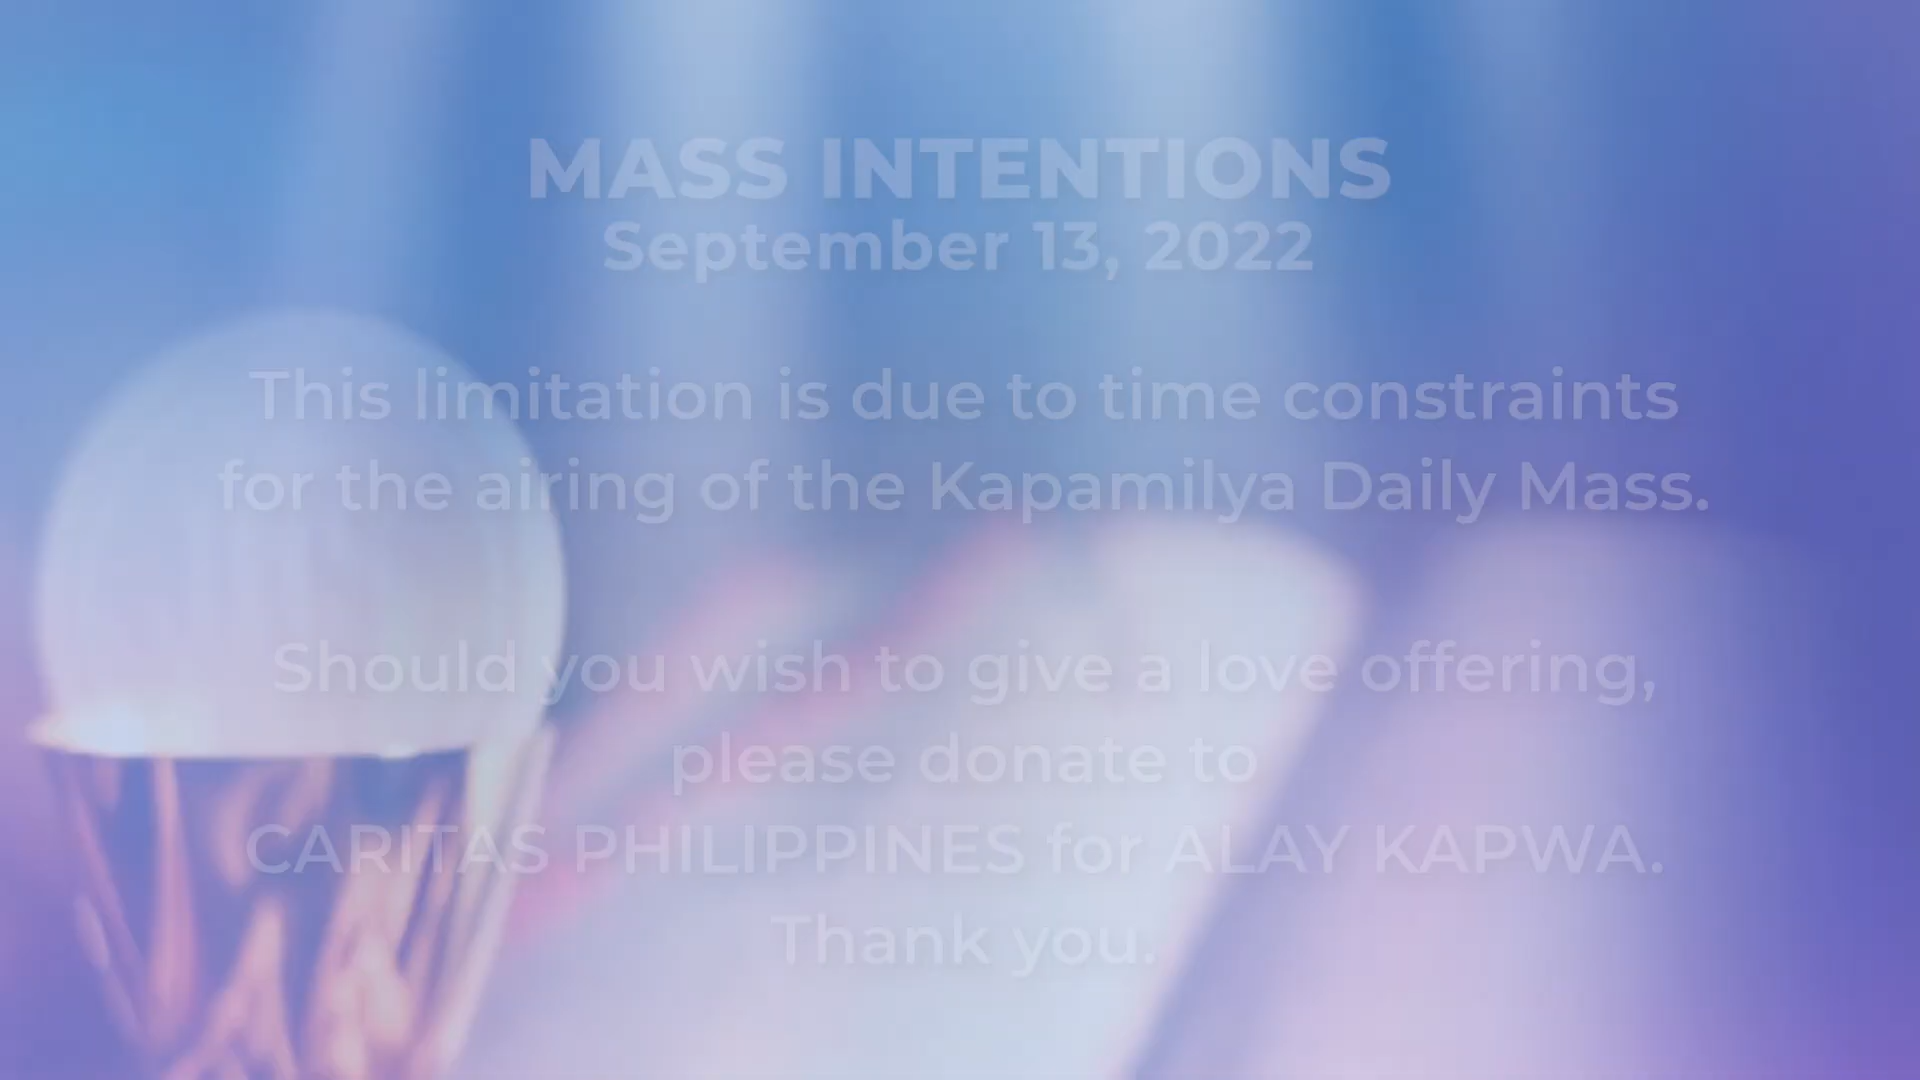 MASS INTENTIONS
September 13, 2022
This limitation is due to time constraints
for the airing of the Kapamilya Daily Mass.
Should you wish to give a love offering,
please donate to
CARITAS PHILIPPINES for ALAY KAPWA.
Thank you.